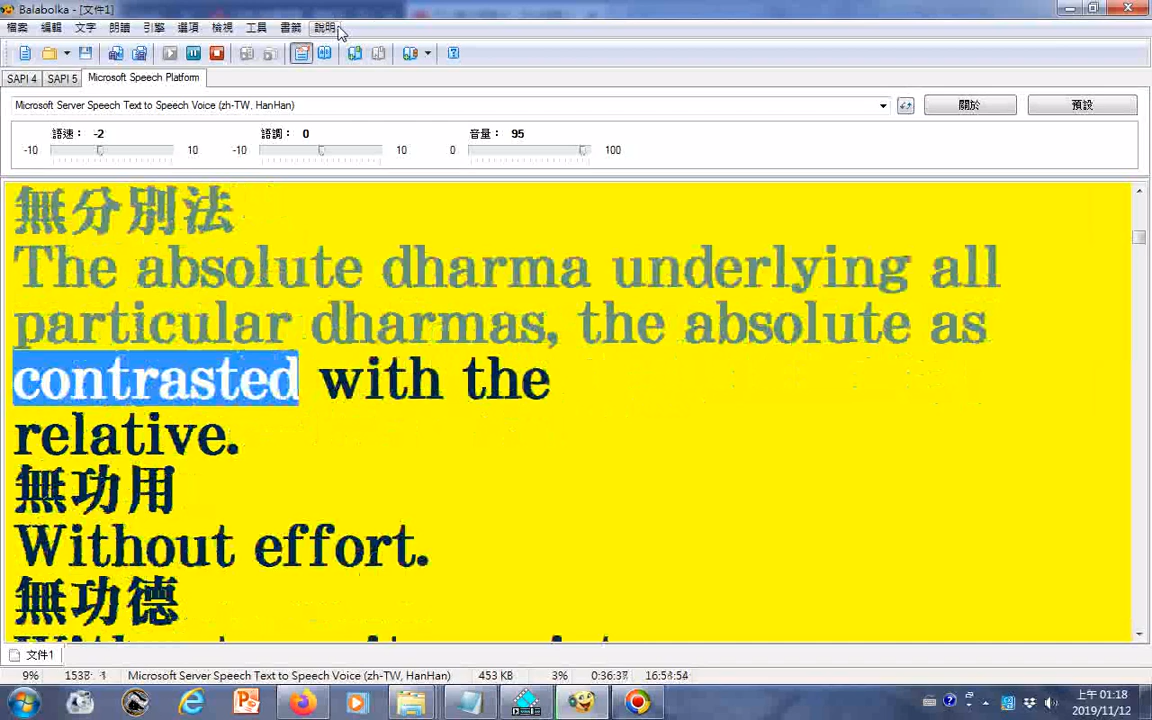 Balabolka - [文件1]
檔案 編輯 文字 朗讀 引擎 選項 檢視 工具 書籤 說明
SAPI 4 SAPI 5 Microsoft Speech Platform
Microsoft Server Speech Text to Speech Voice (zh-TW, HanHan) 關於 預設
語速： -2 語調： 0 音量： 95
-10 10 -10 10 0 100
無分別法
The absolute dharma underlying all
particular dharmas, the absolute as
contrasted with the
relative.
無功用
Without effort.
無功德
文件1
9% Microsoft Server Speech Text to Speech Voice (zh-TW, HanHan) 453 KB 3%
上午 01:18
2019/11/12